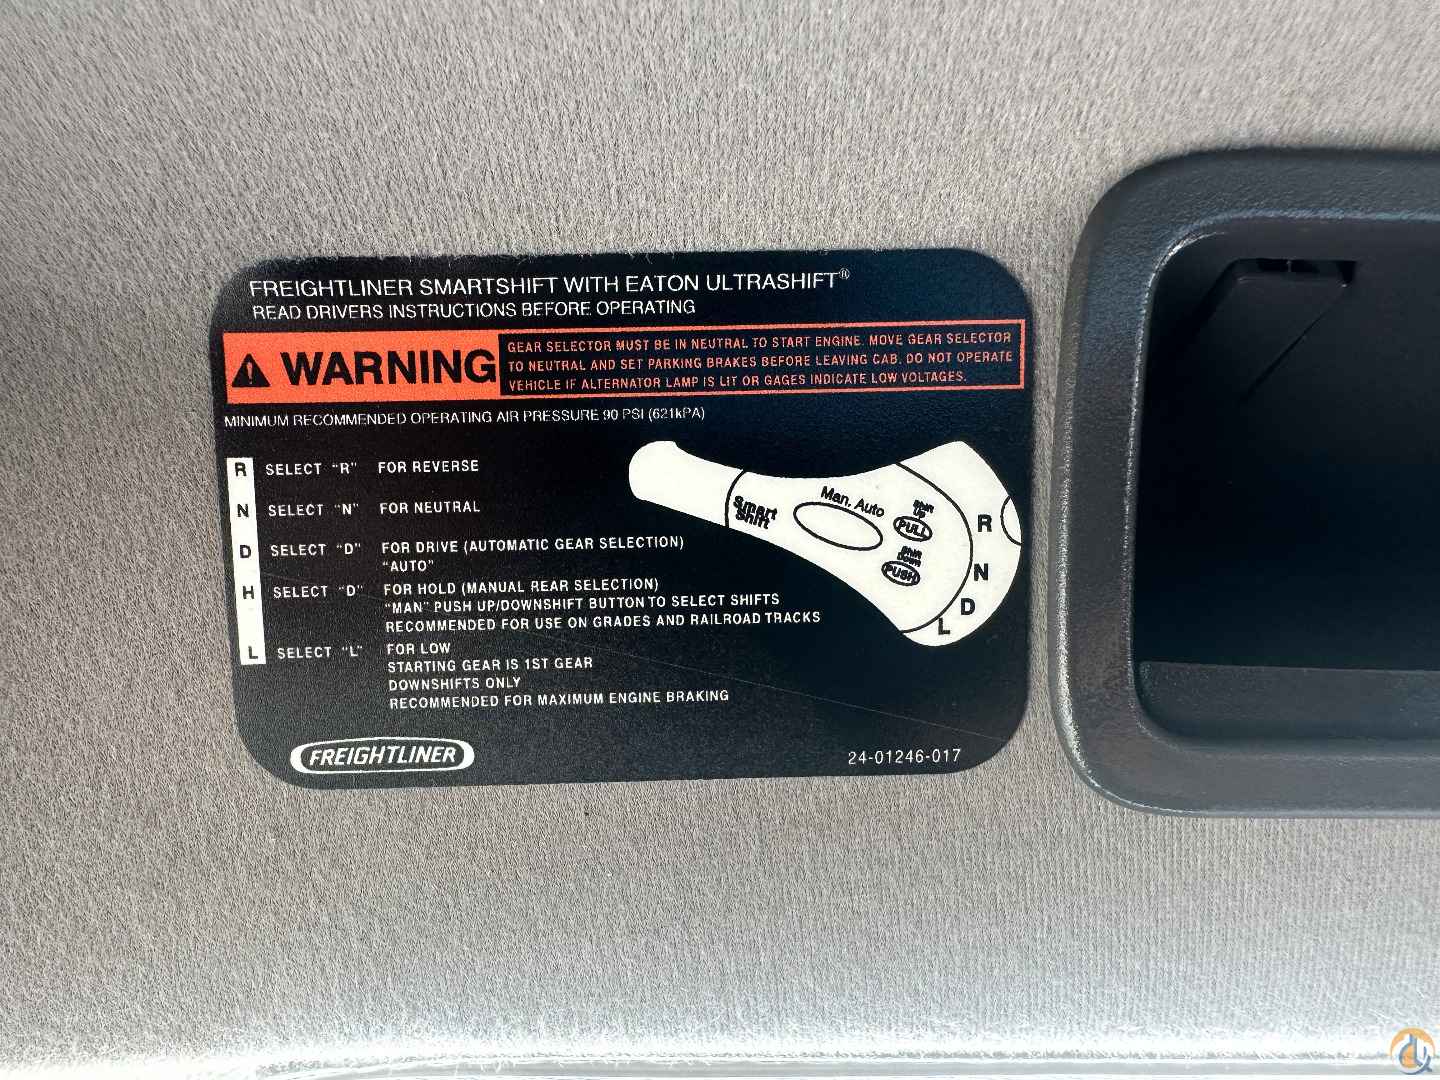 FREIGHTLINER SMARTSHIFT WITH EATON ULTRASHIFT®
READ DRIVERS INSTRUCTIONS BEFORE OPERATING
WARNING
GEAR SELECTOR MUST BE IN NEUTRAL TO START ENGINE. MOVE GEAR SELECTOR
TO NEUTRAL AND SET PARKING BRAKES BEFORE LEAVING CAB. DO NOT OPERATE
VEHICLE IF ALTERNATOR LAMP IS LIT OR GAGES INDICATE LOW VOLTAGES.
MINIMUM RECOMMENDED OPERATING AIR PRESSURE 90 PSI (621kPA)
R SELECT "R" FOR REVERSE
N SELECT "N" FOR NEUTRAL
D SELECT "D" FOR DRIVE (AUTOMATIC GEAR SELECTION)
"AUTO"
H SELECT "D" FOR HOLD (MANUAL REAR SELECTION)
"MAN" PUSH UP/DOWNSHIFT BUTTON TO SELECT SHIFTS
RECOMMENDED FOR USE ON GRADES AND RAILROAD TRACKS
L SELECT "L" FOR LOW
STARTING GEAR IS 1ST GEAR
DOWNSHIFTS ONLY
RECOMMENDED FOR MAXIMUM ENGINE BRAKING
Smart
Shift
Man. Auto
Shift
Up
PULL
Shift
Down
PUSH
R
N
D
L
FREIGHTLINER
24-01246-017